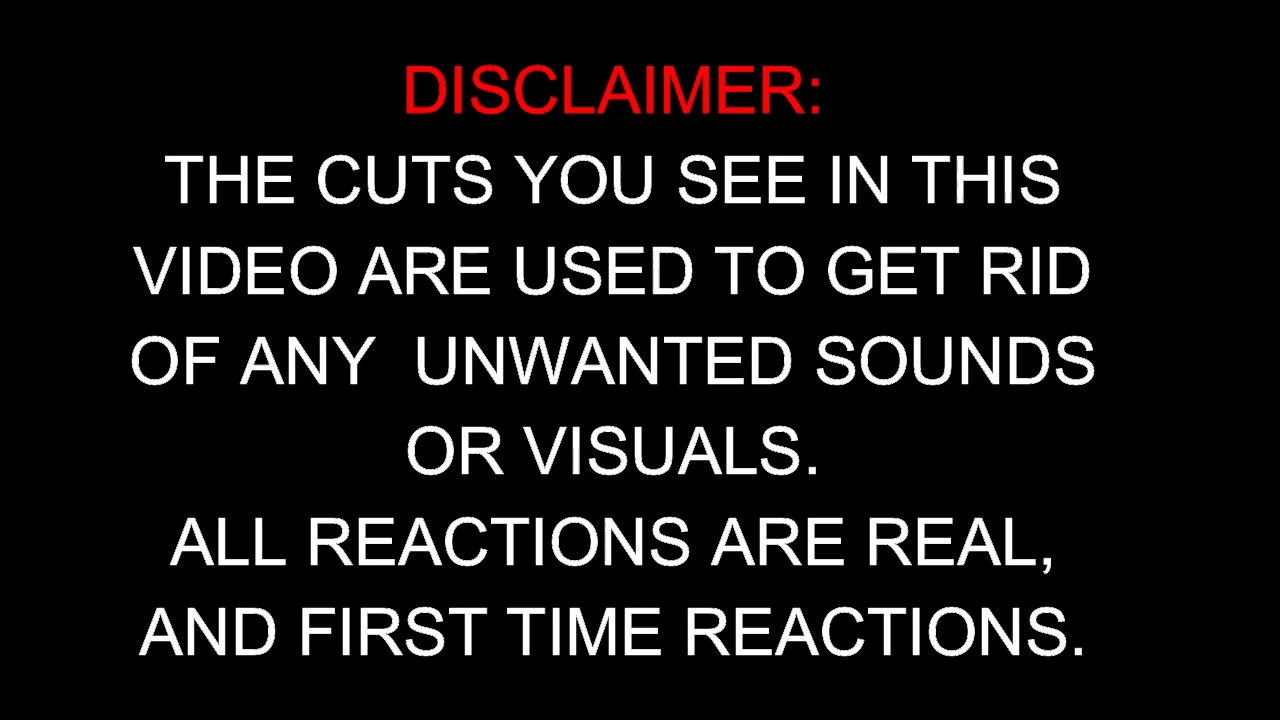 DISCLAIMER:
THE CUTS YOU SEE IN THIS
VIDEO ARE USED TO GET RID
OF ANY  UNWANTED SOUNDS
OR VISUALS.
ALL REACTIONS ARE REAL,
AND FIRST TIME REACTIONS.